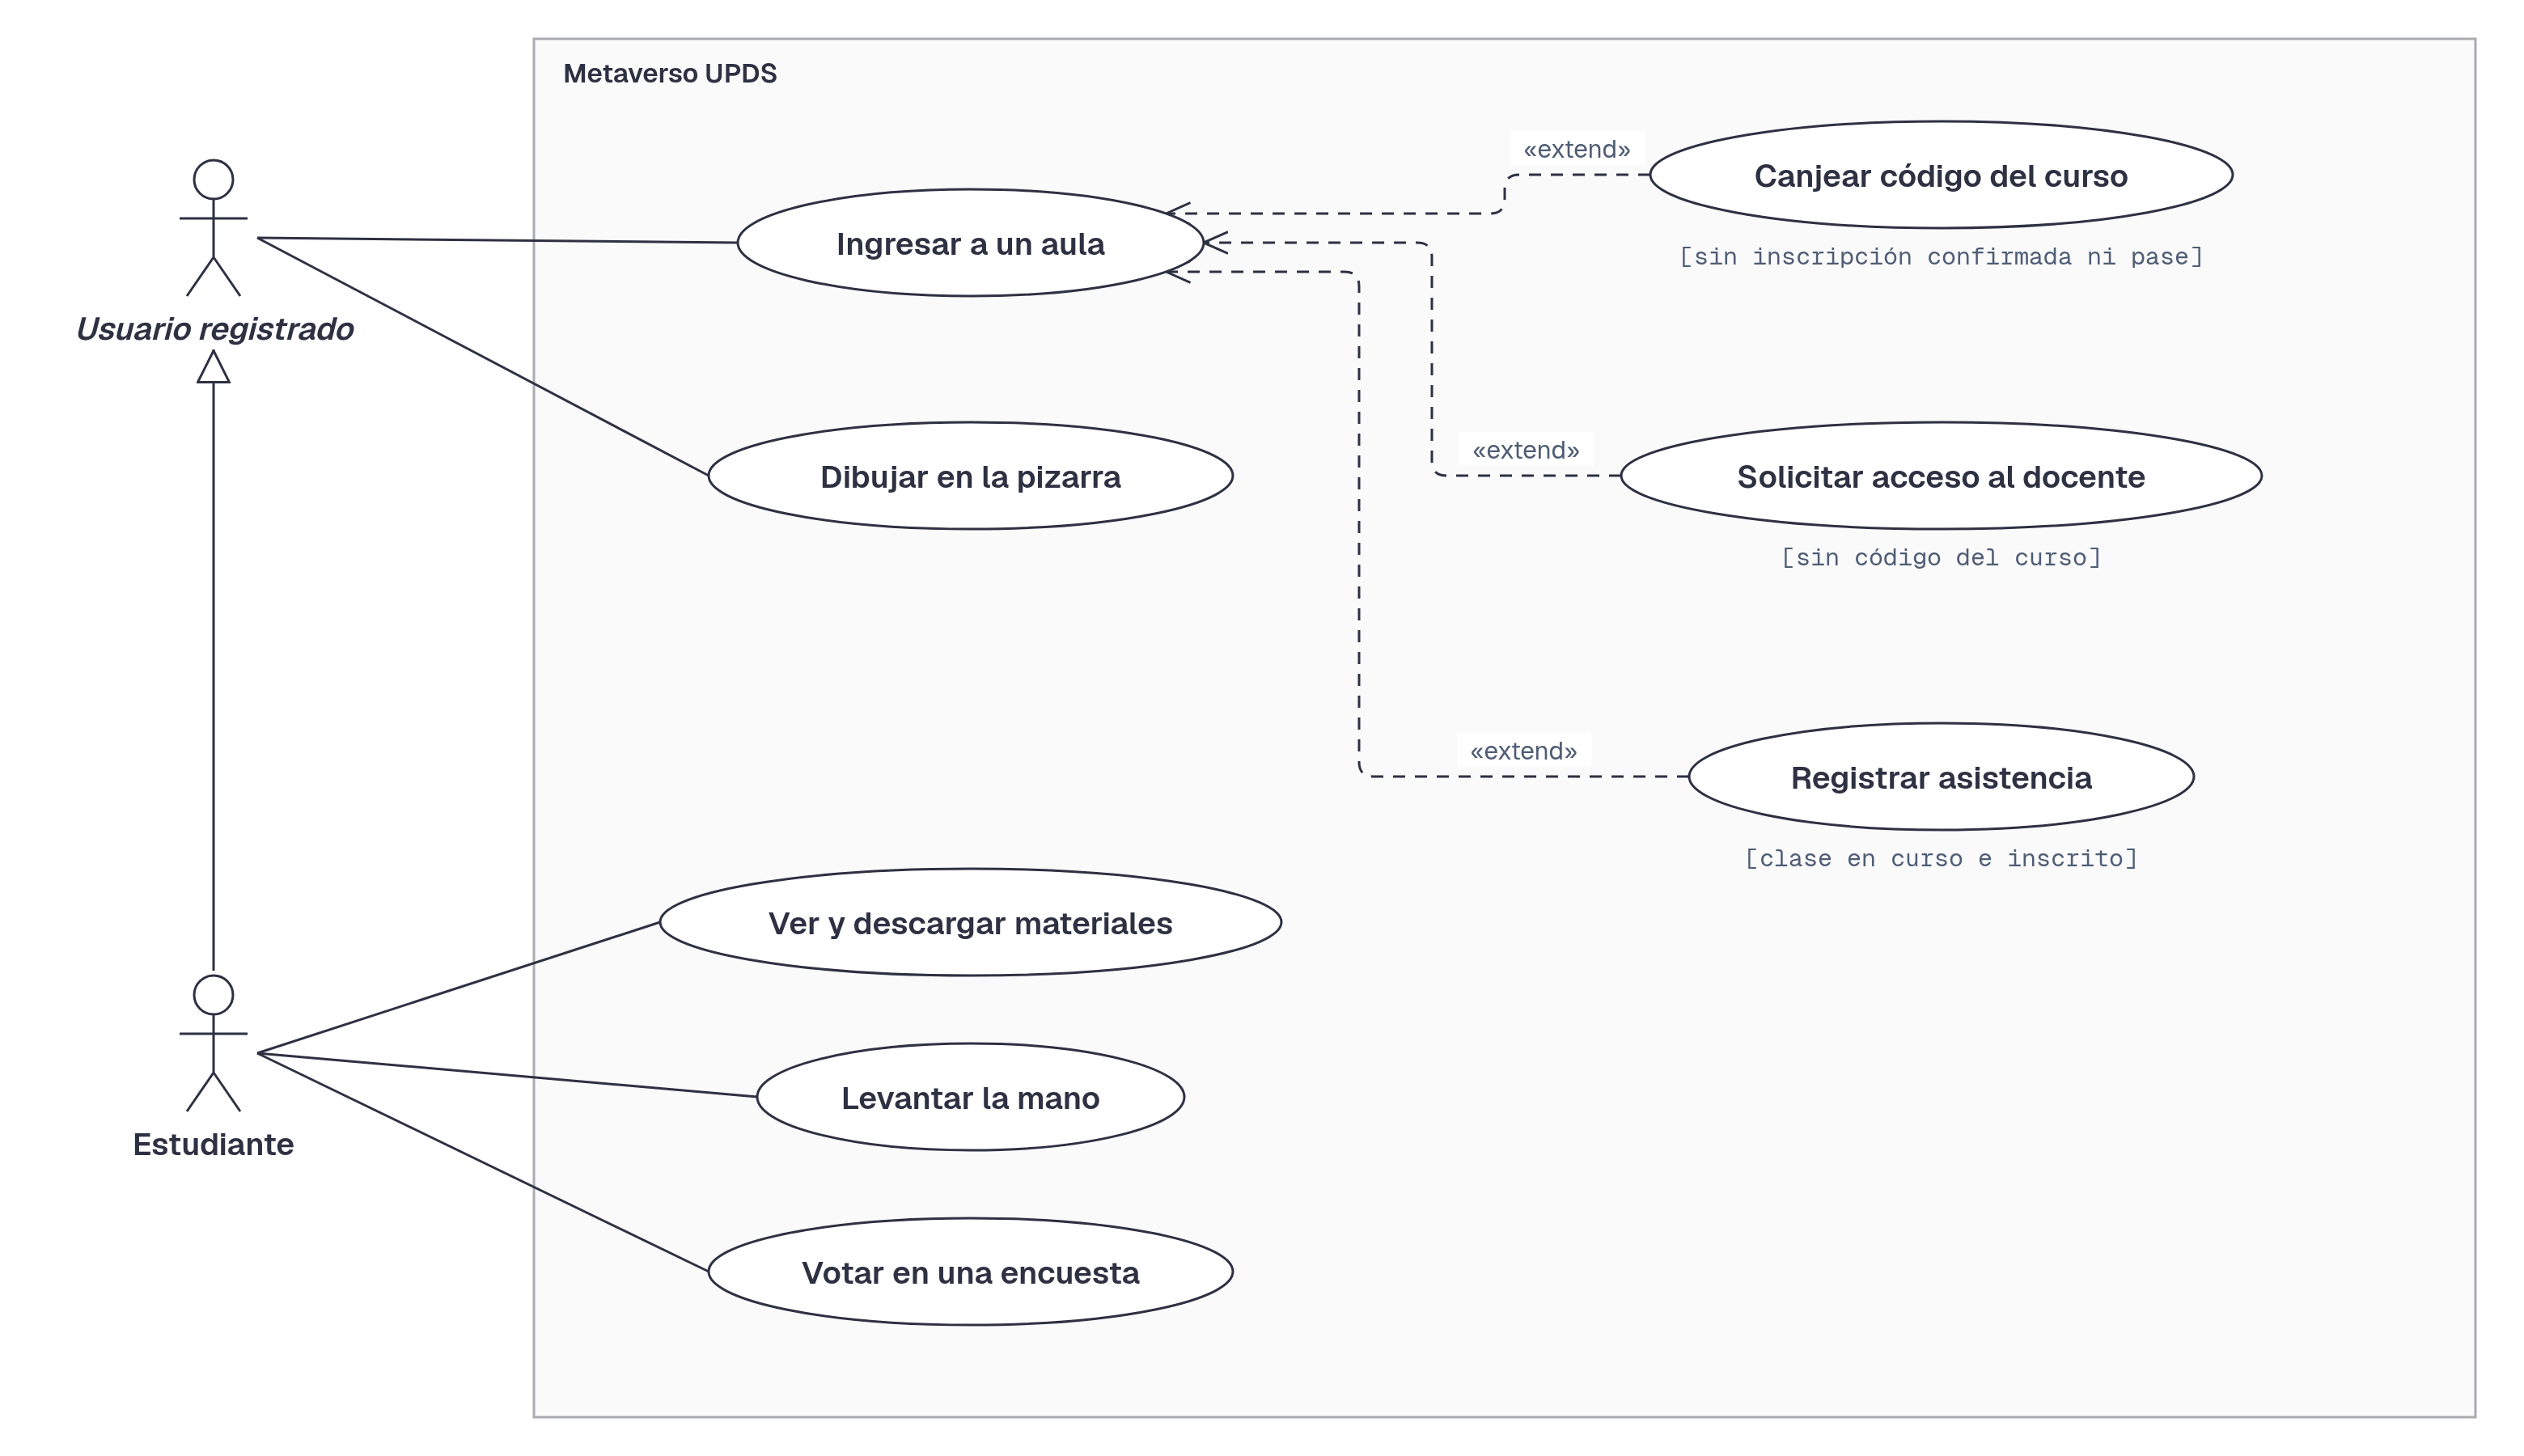 Metaverso UPDS
«extend»
Canjear código del curso
[sin inscripción confirmada ni pase]
Ingresar a un aula
Usuario registrado
«extend»
Dibujar en la pizarra
Solicitar acceso al docente
[sin código del curso]
«extend»
Registrar asistencia
[clase en curso e inscrito]
Ver y descargar materiales
Levantar la mano
Estudiante
Votar en una encuesta